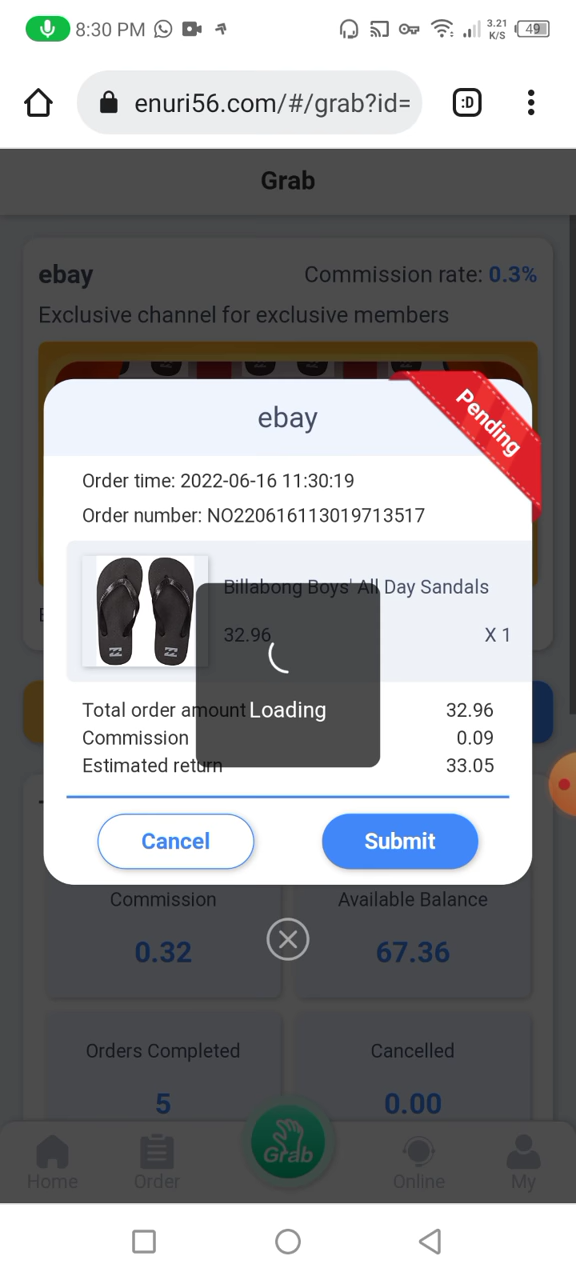 8:30 PM
3.21
K/S
49
enuri56.com/#/grab?id=
:D
Grab
ebay
Commission rate: 0.3%
Exclusive channel for exclusive members
ebay
Pending
Order time: 2022-06-16 11:30:19
Order number: NO220616113019713517
Billabong Boys' All Day Sandals
32.96
X 1
Loading
Total order amount
32.96
Commission
0.09
Estimated return
33.05
Cancel
Submit
Commission
Available Balance
0.32
67.36
Orders Completed
Cancelled
5
0.00
Grab
Home
Order
Online
My